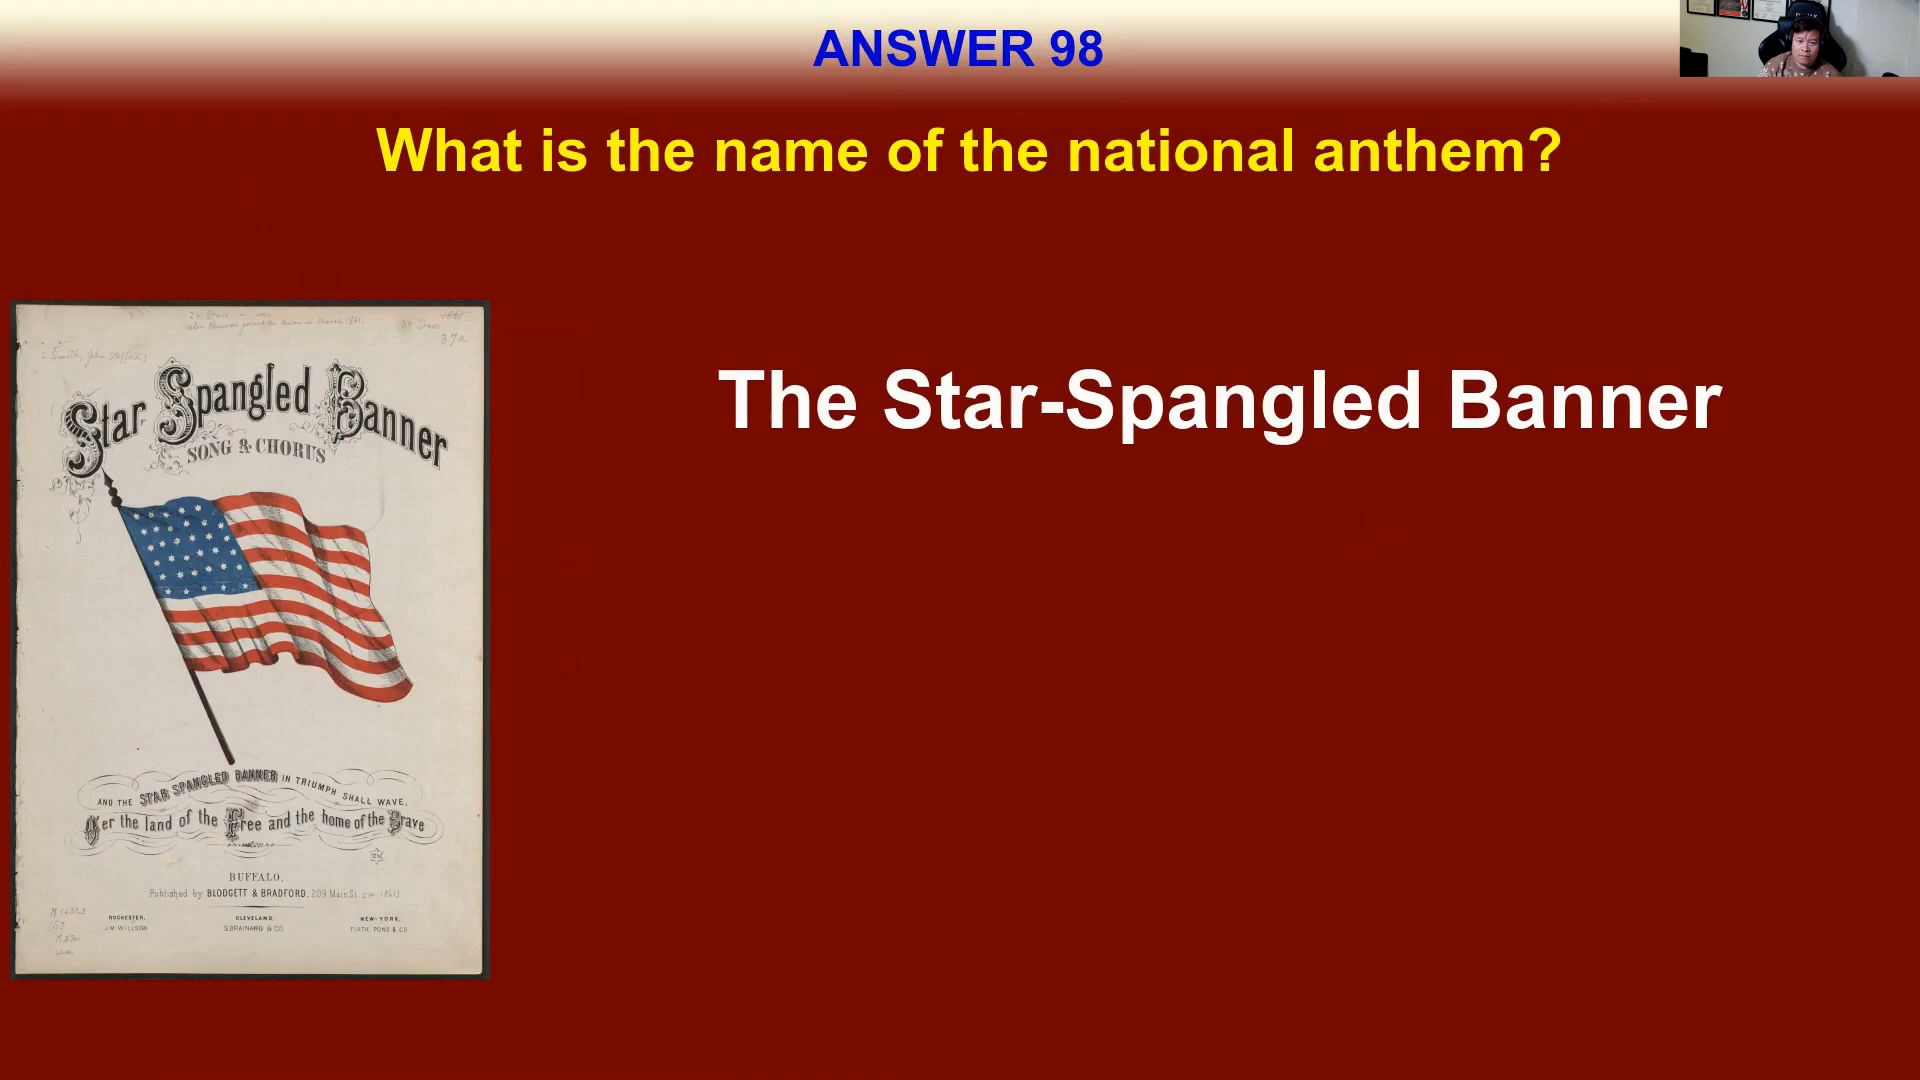 ANSWER 98
What is the name of the national anthem?
The Star-Spangled Banner
Star Spangled Banner
SONG & CHORUS
AND THE STAR SPANGLED BANNER IN TRIUMPH SHALL WAVE,
O'er the land of the Free and the home of the Brave
BUFFALO,
Published by BLODGETT & BRADFORD, 209 Main St.
ROCHESTER, CLEVELAND, NEW-YORK,
J.M. WILLSON S. BRAINARD & CO. FIRTH, POND & CO